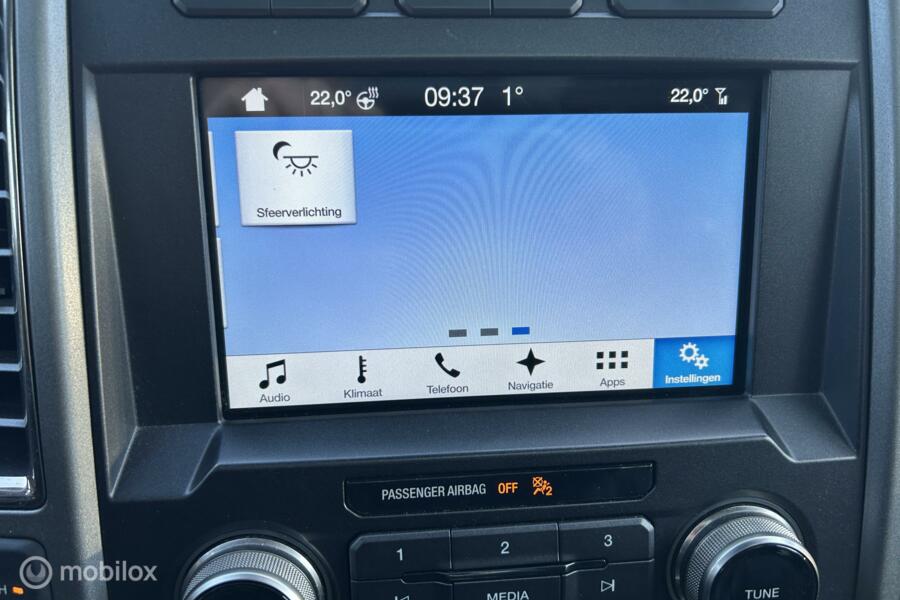 22,0° 09:37 1° 22,0°
Sfeerverlichting
Audio Klimaat Telefoon Navigatie Apps Instellingen
PASSENGER AIRBAG OFF 2
1 2 3
MEDIA
TUNE
mobilox